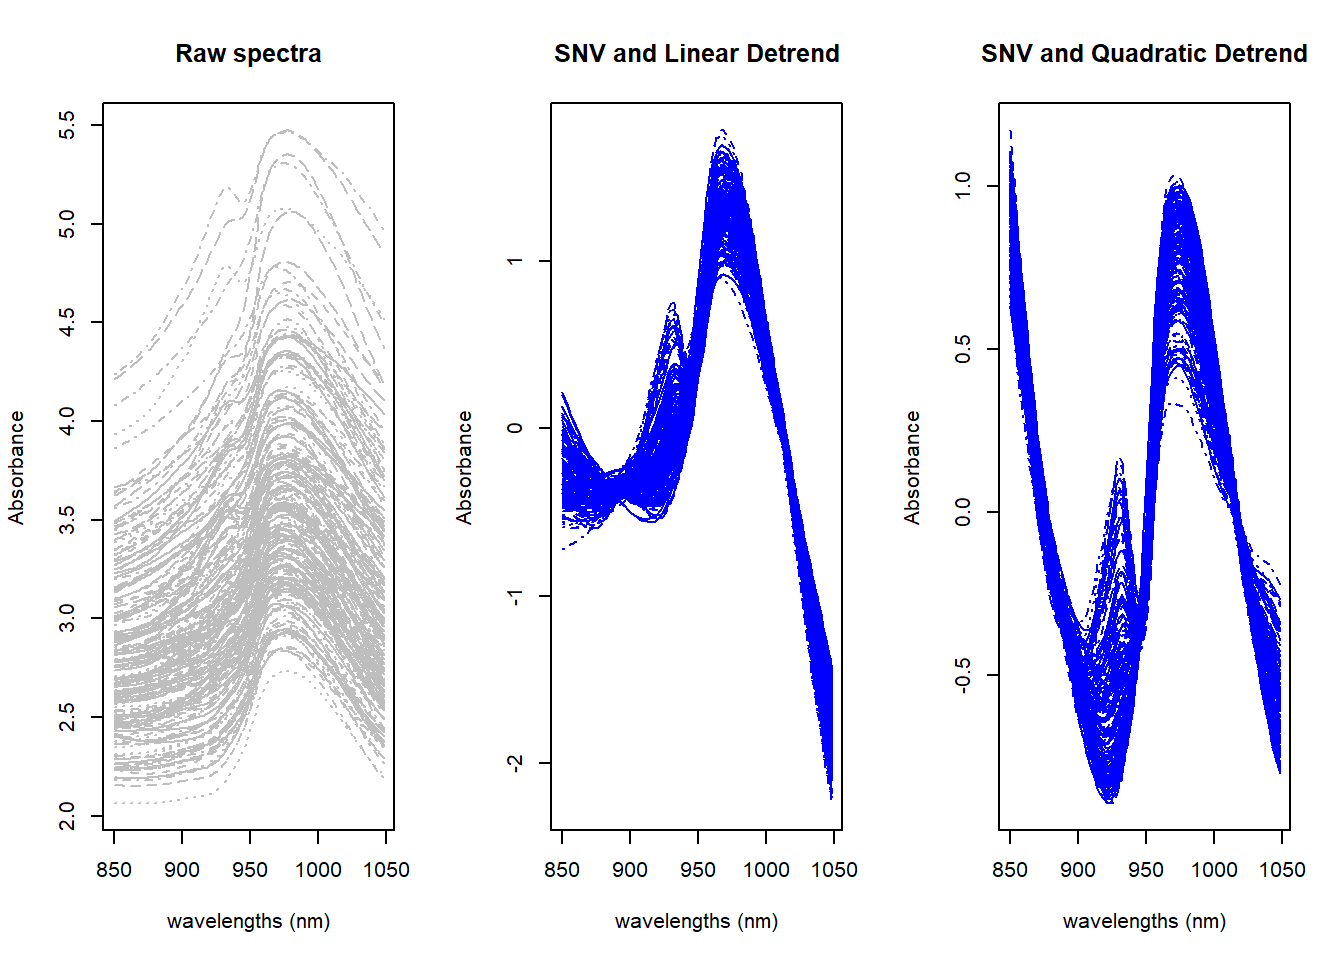 Raw spectra
Absorbance
5.5
5.0
4.5
4.0
3.5
3.0
2.5
2.0
850 900 950 1000 1050
wavelengths (nm)
SNV and Linear Detrend
Absorbance
1
0
-1
-2
850 900 950 1000 1050
wavelengths (nm)
SNV and Quadratic Detrend
Absorbance
1.0
0.5
0.0
-0.5
850 900 950 1000 1050
wavelengths (nm)